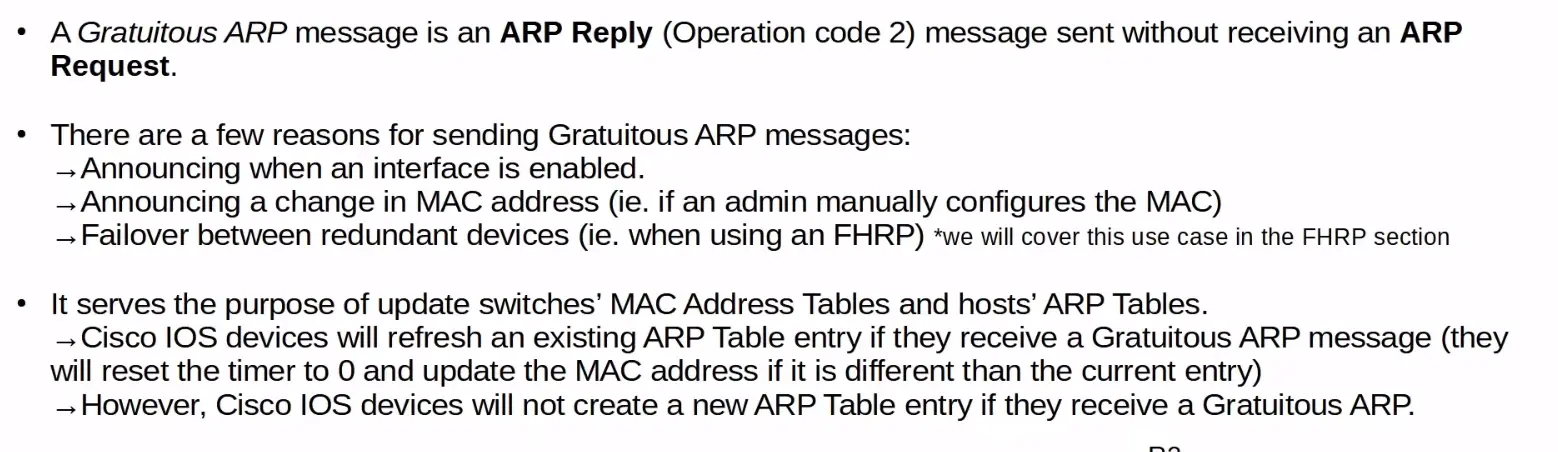 • A Gratuitous ARP message is an ARP Reply (Operation code 2) message sent without receiving an ARP
Request.
• There are a few reasons for sending Gratuitous ARP messages:
→Announcing when an interface is enabled.
→Announcing a change in MAC address (ie. if an admin manually configures the MAC)
→Failover between redundant devices (ie. when using an FHRP) *we will cover this use case in the FHRP section
• It serves the purpose of update switches’ MAC Address Tables and hosts’ ARP Tables.
→Cisco IOS devices will refresh an existing ARP Table entry if they receive a Gratuitous ARP message (they
will reset the timer to 0 and update the MAC address if it is different than the current entry)
→However, Cisco IOS devices will not create a new ARP Table entry if they receive a Gratuitous ARP.